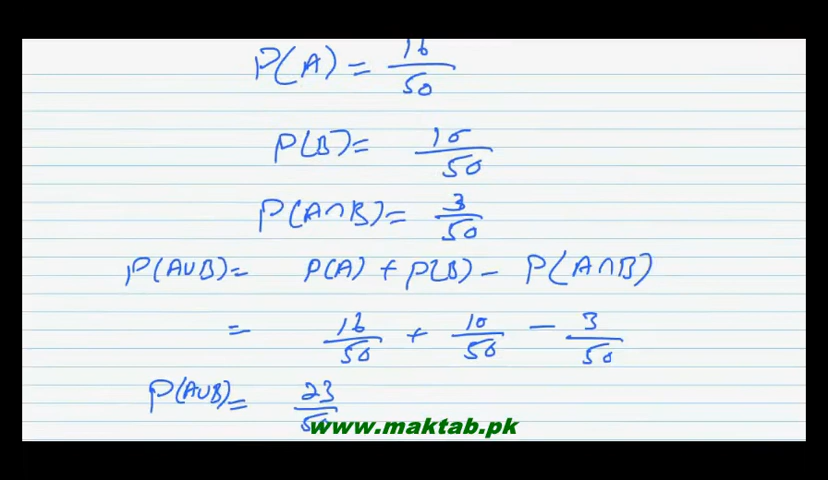 P(A) = 16/50
P(B) = 10/50
P(A∩B) = 3/50
P(A∪B) = P(A) + P(B) - P(A∩B)
= 16/50 + 10/50 - 3/50
P(A∪B) = 23/50
www.maktab.pk